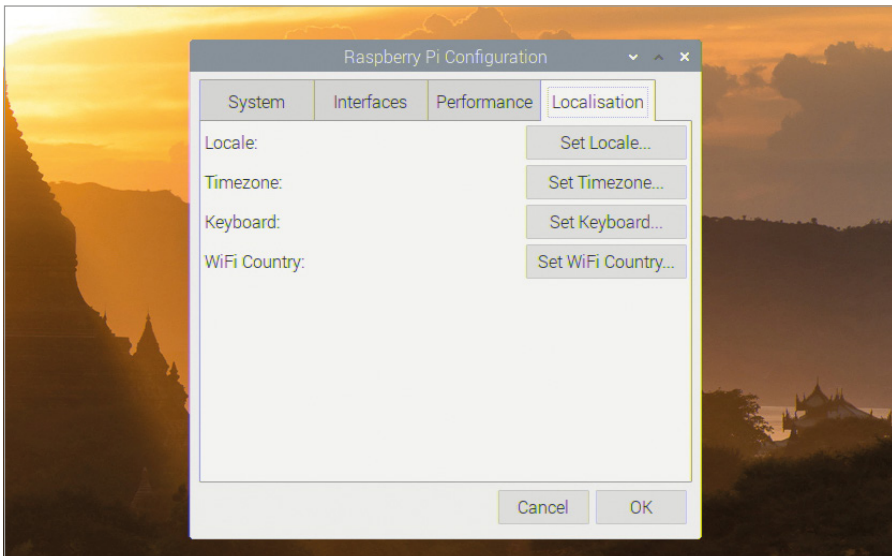 Raspberry Pi Configuration
System Interfaces Performance Localisation
Locale: Set Locale...
Timezone: Set Timezone...
Keyboard: Set Keyboard...
WiFi Country: Set WiFi Country...
Cancel OK